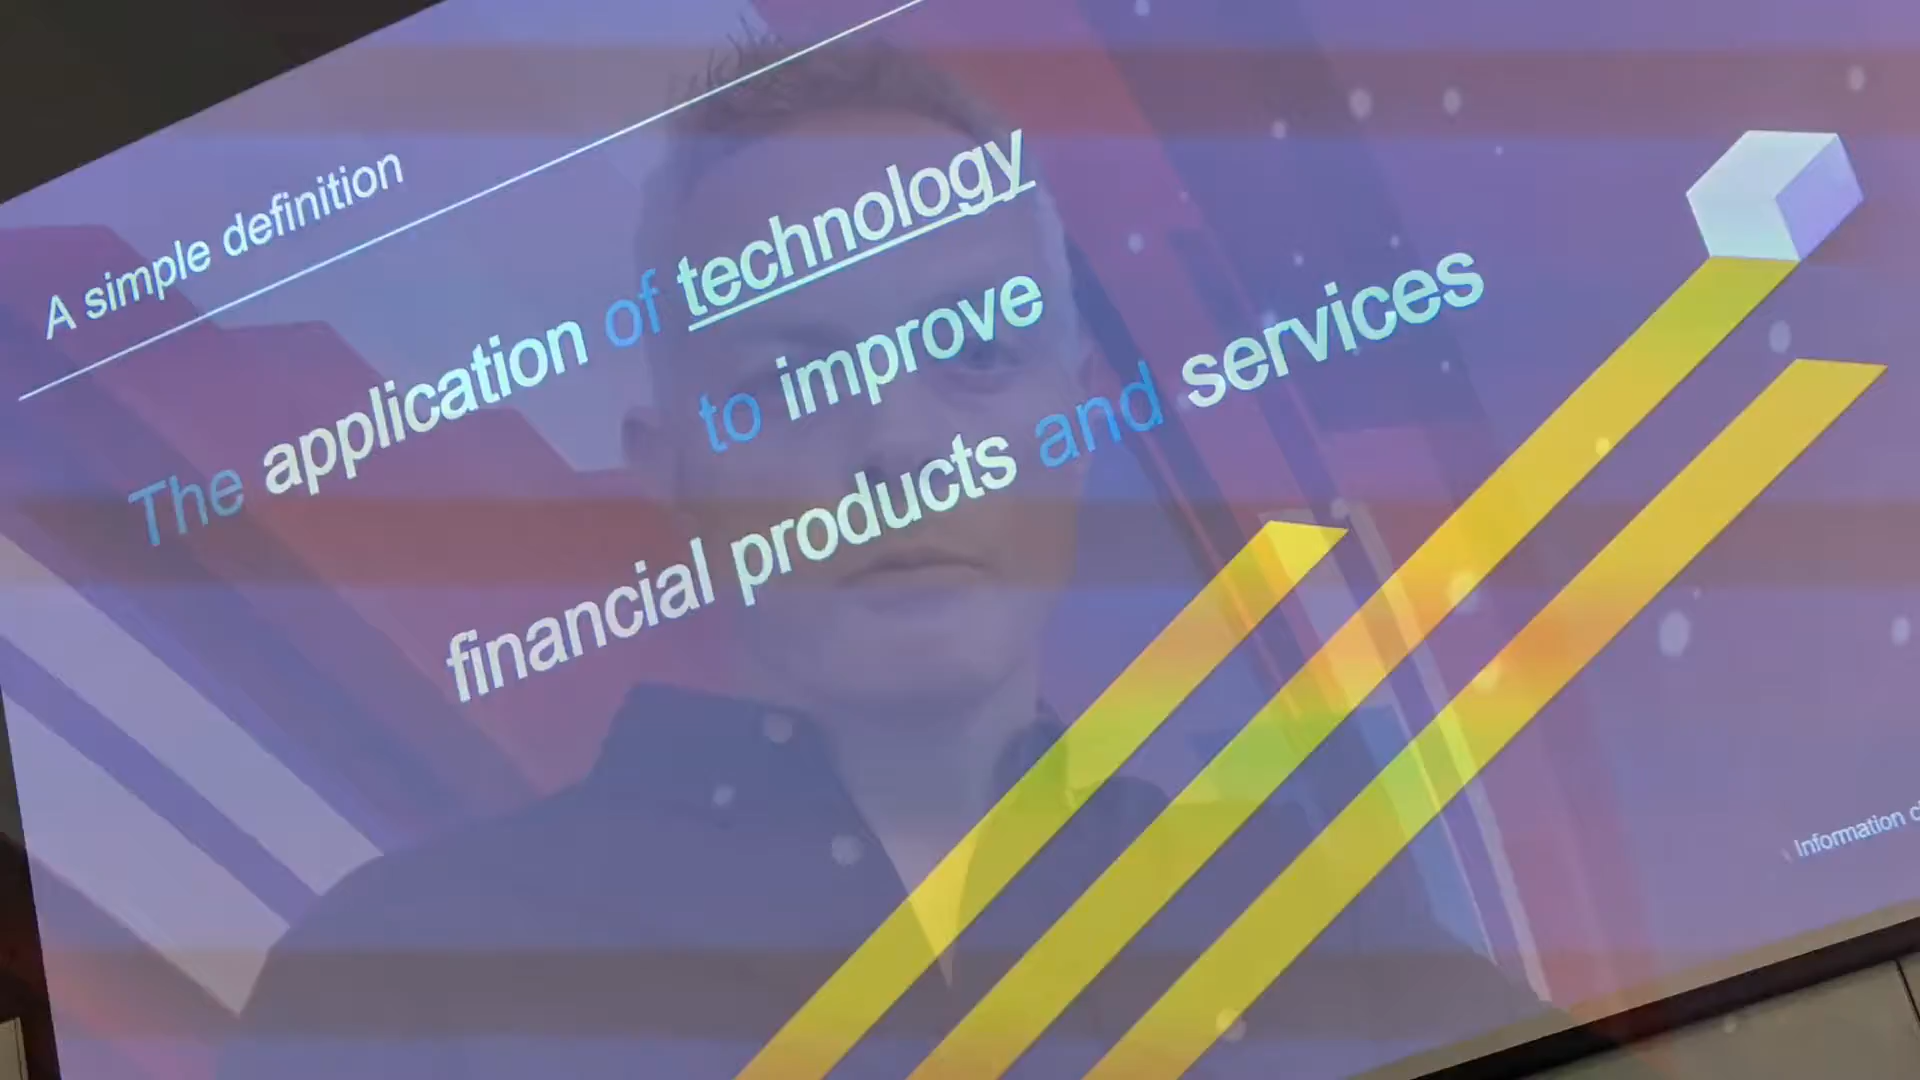 A simple definition
The application of technology
to improve
financial products and services
Information